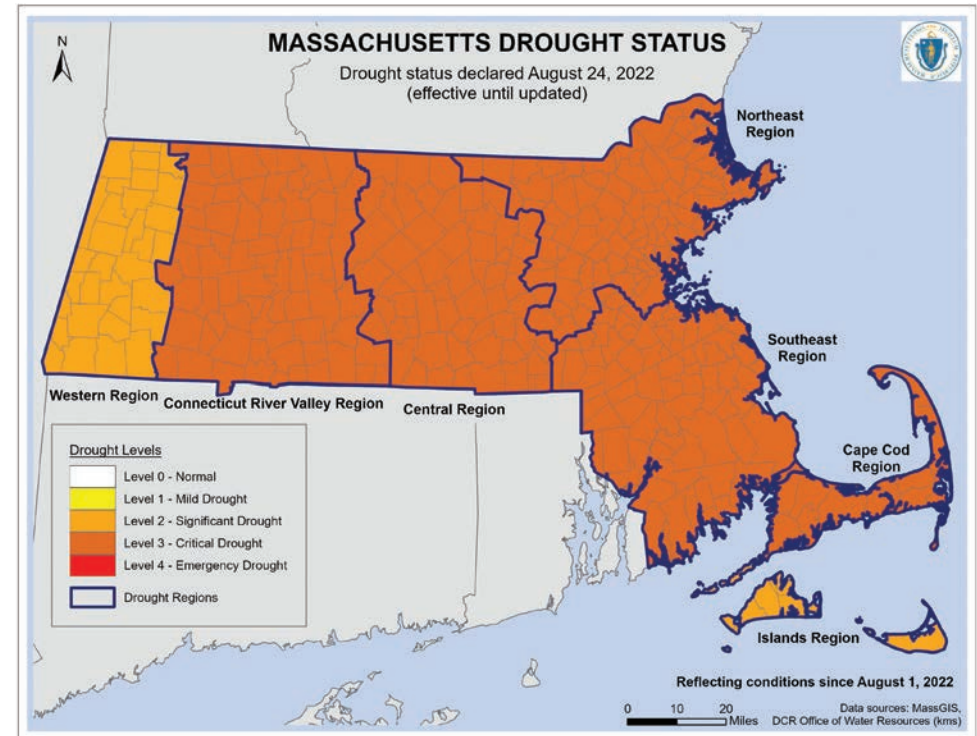 MASSACHUSETTS DROUGHT STATUS
Drought status declared August 24, 2022
(effective until updated)
N
Northeast
Region
Southeast
Region
Cape Cod
Region
Western Region
Connecticut River Valley Region
Central Region
Islands Region
Drought Levels
Level 0 - Normal
Level 1 - Mild Drought
Level 2 - Significant Drought
Level 3 - Critical Drought
Level 4 - Emergency Drought
Drought Regions
Reflecting conditions since August 1, 2022
0 10 20
Miles
Data sources: MassGIS,
DCR Office of Water Resources (kms)